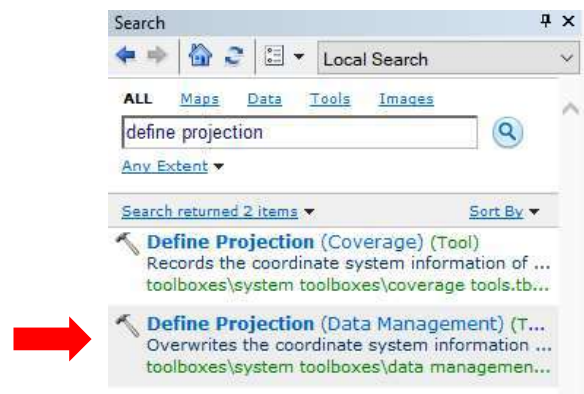 Search
Local Search
ALL Maps Data Tools Images
define projection
Any Extent
Search returned 2 items Sort By
Define Projection (Coverage) (Tool)
Records the coordinate system information of ...
toolboxes\system toolboxes\coverage tools.tb...
Define Projection (Data Management) (T...
Overwrites the coordinate system information ...
toolboxes\system toolboxes\data managemen...